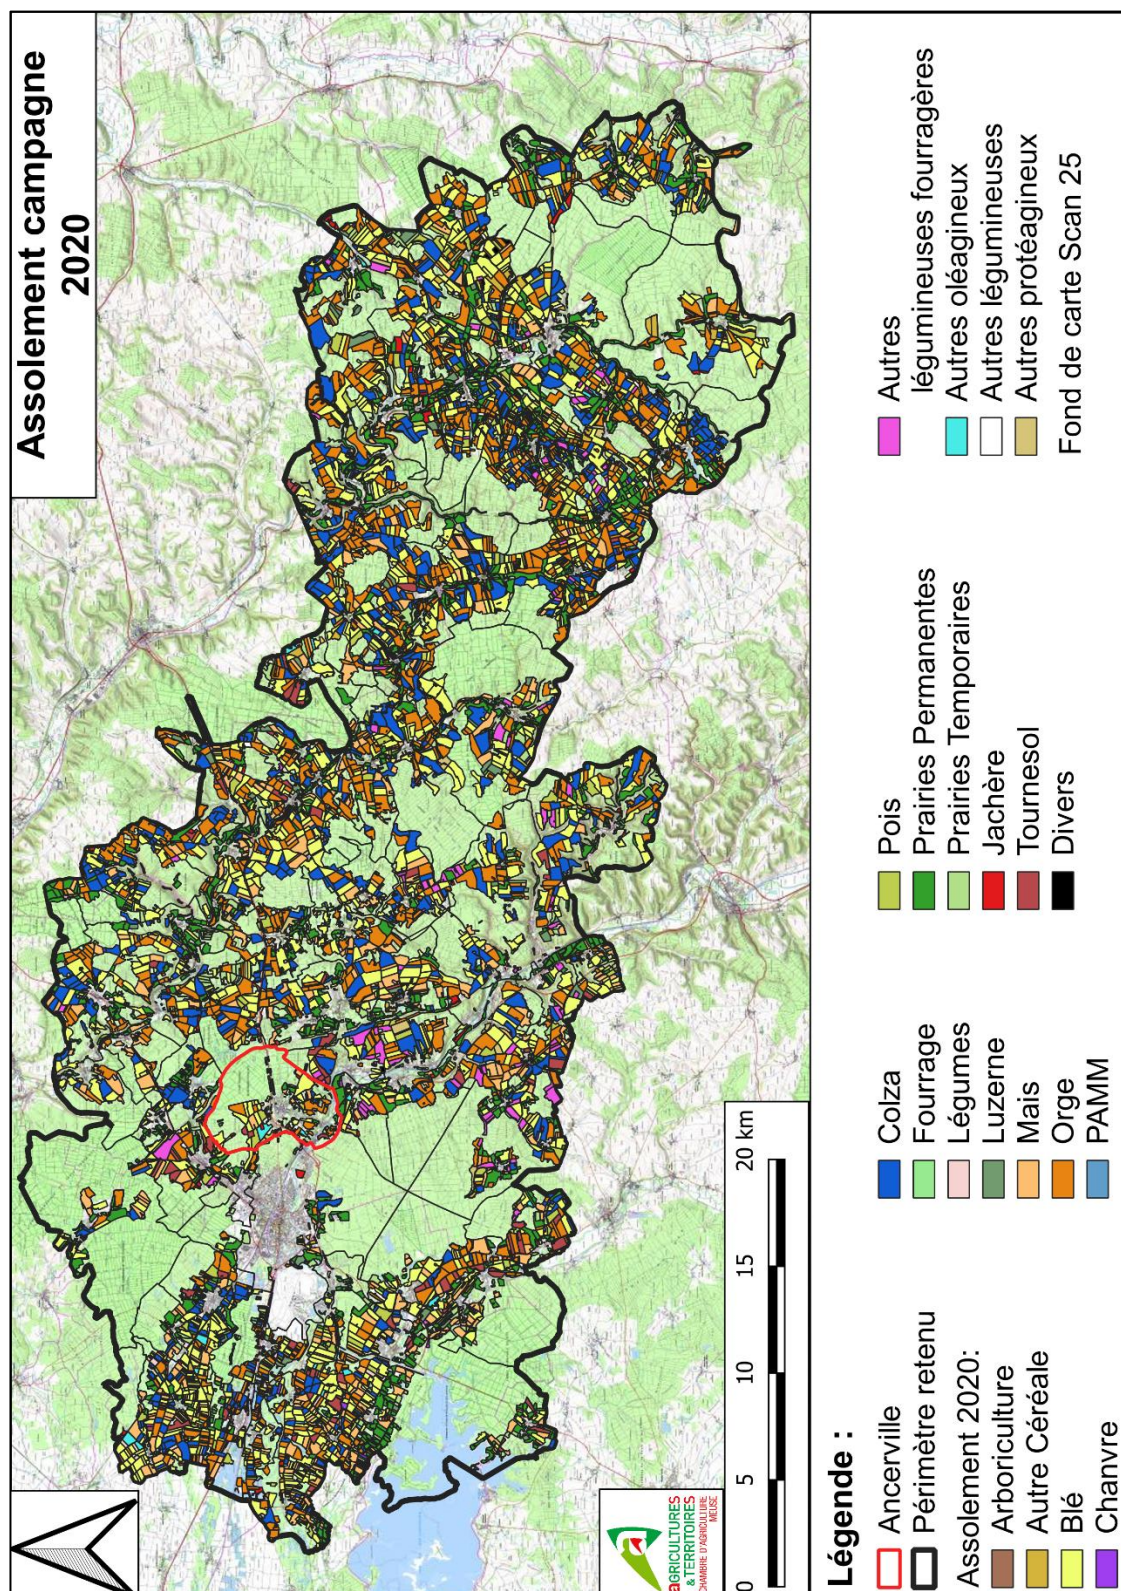 Assolement campagne
2020
aGRICULTURES
& TERRITOIRES
CHAMBRE D'AGRICULTURE
MEUSE
0 5 10 15 20 km
Légende :
Ancerville
Périmètre retenu
Assolement 2020:
Arboriculture
Autre Céréale
Blé
Chanvre
Colza
Fourrage
Légumes
Luzerne
Mais
Orge
PAMM
Pois
Prairies Permanentes
Prairies Temporaires
Jachère
Tournesol
Divers
Autres
légumineuses fourragères
Autres oléagineux
Autres légumineuses
Autres protéagineux
Fond de carte Scan 25